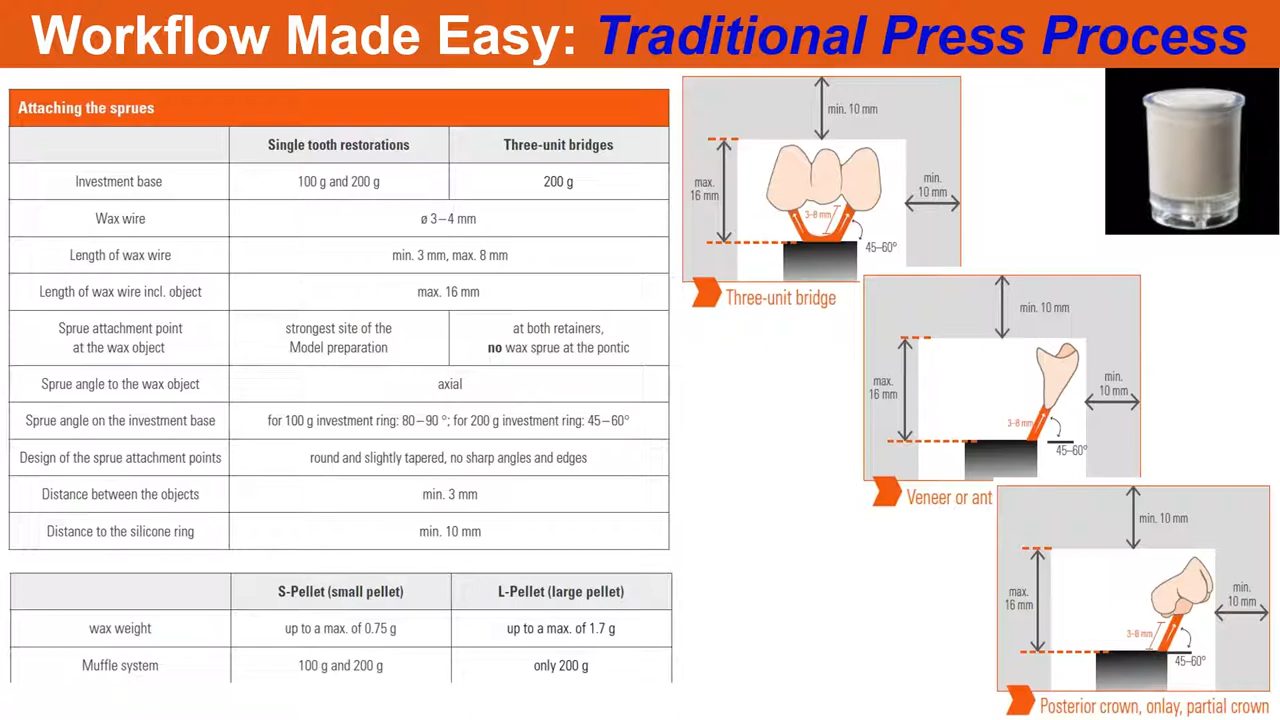 Workflow Made Easy: Traditional Press Process
Attaching the sprues
Single tooth restorations Three-unit bridges
Investment base 100 g and 200 g 200 g
Wax wire ø 3–4 mm
Length of wax wire min. 3 mm, max. 8 mm
Length of wax wire incl. object max. 16 mm
Sprue attachment point strongest site of the at both retainers,
at the wax object Model preparation no wax sprue at the pontic
Sprue angle to the wax object axial
Sprue angle on the investment base for 100 g investment ring: 80–90 °; for 200 g investment ring: 45–60°
Design of the sprue attachment points round and slightly tapered, no sharp angles and edges
Distance between the objects min. 3 mm
Distance to the silicone ring min. 10 mm
S-Pellet (small pellet) L-Pellet (large pellet)
wax weight up to a max. of 0.75 g up to a max. of 1.7 g
Muffle system 100 g and 200 g only 200 g
min. 10 mm
max.
16 mm
min.
10 mm
3-8 mm
45–60°
Three-unit bridge
min. 10 mm
max.
16 mm
min.
10 mm
3-8 mm
45–60°
Veneer or ant
min. 10 mm
max.
16 mm
min.
10 mm
3-8 mm
45–60°
Posterior crown, onlay, partial crown